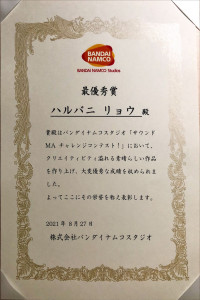 BANDAI
NAMCO
BANDAI NAMCO Studios
最優秀賞
ハルバニ リョウ 殿
貴殿はバンダイナムコスタジオ「サウンド
MA チャレンジコンテスト!」において、
クリエイティビティ溢れる素晴らしい作品
を作り上げ、大変優秀な成績を収められまし
た。
よってここにその栄誉を称え表彰します。
2021年 8月27日
株式会社バンダイナムコスタジオ